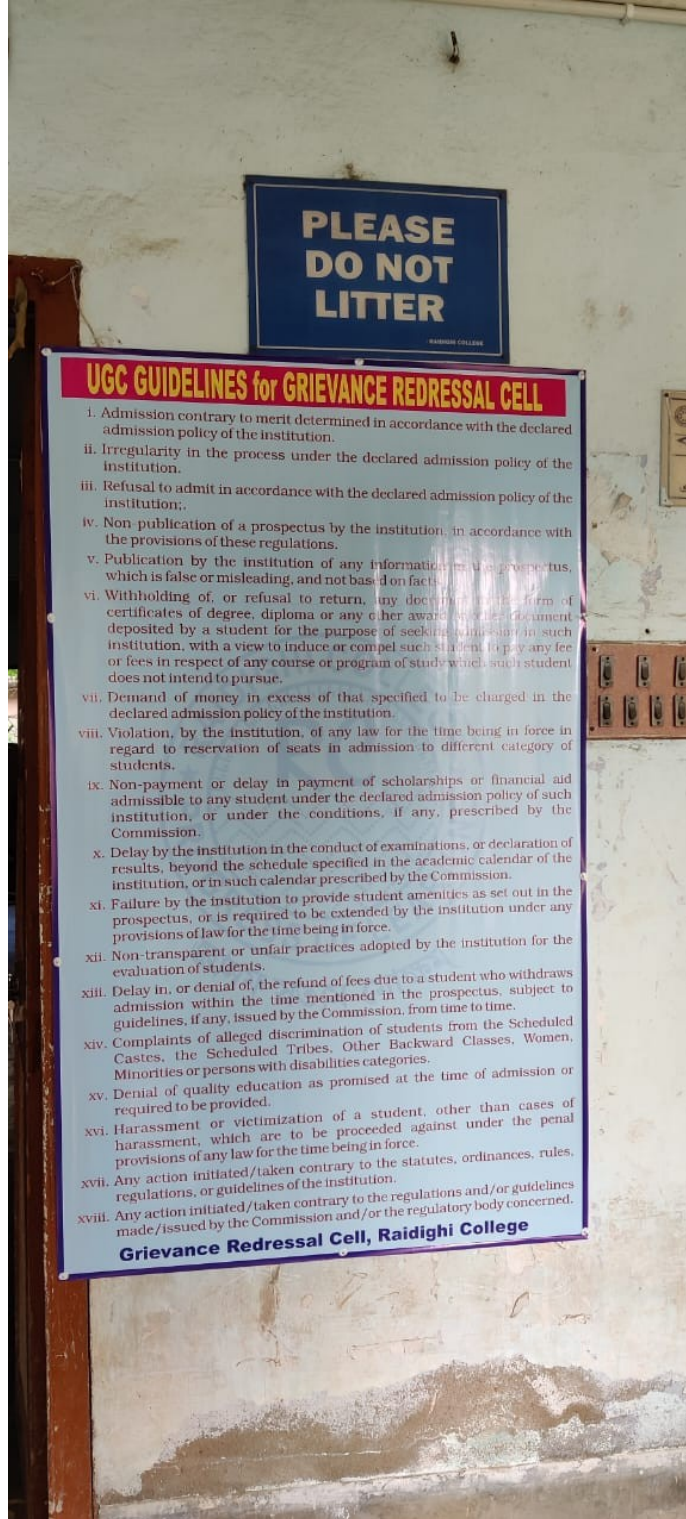 PLEASE
DO NOT
LITTER
RAIDIGHI COLLEGE
UGC GUIDELINES for GRIEVANCE REDRESSAL CELL
i. Admission contrary to merit determined in accordance with the declared
admission policy of the institution.
ii. Irregularity in the process under the declared admission policy of the
institution.
iii. Refusal to admit in accordance with the declared admission policy of the
institution;.
iv. Non-publication of a prospectus by the institution, in accordance with
the provisions of these regulations.
v. Publication by the institution of any information in the prospectus,
which is false or misleading, and not based on facts.
vi. Withholding of, or refusal to return, any document in the form of
certificates of degree, diploma or any other award or other document
deposited by a student for the purpose of seeking admission in such
institution, with a view to induce or compel such student to pay any fee
or fees in respect of any course or program of study which such student
does not intend to pursue.
vii. Demand of money in excess of that specified to be charged in the
declared admission policy of the institution.
viii. Violation, by the institution, of any law for the time being in force in
regard to reservation of seats in admission to different category of
students.
ix. Non-payment or delay in payment of scholarships or financial aid
admissible to any student under the declared admission policy of such
institution, or under the conditions, if any, prescribed by the
Commission.
x. Delay by the institution in the conduct of examinations, or declaration of
results, beyond the schedule specified in the academic calendar of the
institution, or in such calendar prescribed by the Commission.
xi. Failure by the institution to provide student amenities as set out in the
prospectus, or is required to be extended by the institution under any
provisions of law for the time being in force.
xii. Non-transparent or unfair practices adopted by the institution for the
evaluation of students.
xiii. Delay in, or denial of, the refund of fees due to a student who withdraws
admission within the time mentioned in the prospectus, subject to
guidelines, if any, issued by the Commission, from time to time.
xiv. Complaints of alleged discrimination of students from the Scheduled
Castes, the Scheduled Tribes, Other Backward Classes, Women,
Minorities or persons with disabilities categories.
xv. Denial of quality education as promised at the time of admission or
required to be provided.
xvi. Harassment or victimization of a student, other than cases of
harassment, which are to be proceeded against under the penal
provisions of any law for the time being in force.
xvii. Any action initiated/taken contrary to the statutes, ordinances, rules,
regulations, or guidelines of the institution.
xviii. Any action initiated/taken contrary to the regulations and/or guidelines
made/issued by the Commission and/or the regulatory body concerned.
Grievance Redressal Cell, Raidighi College